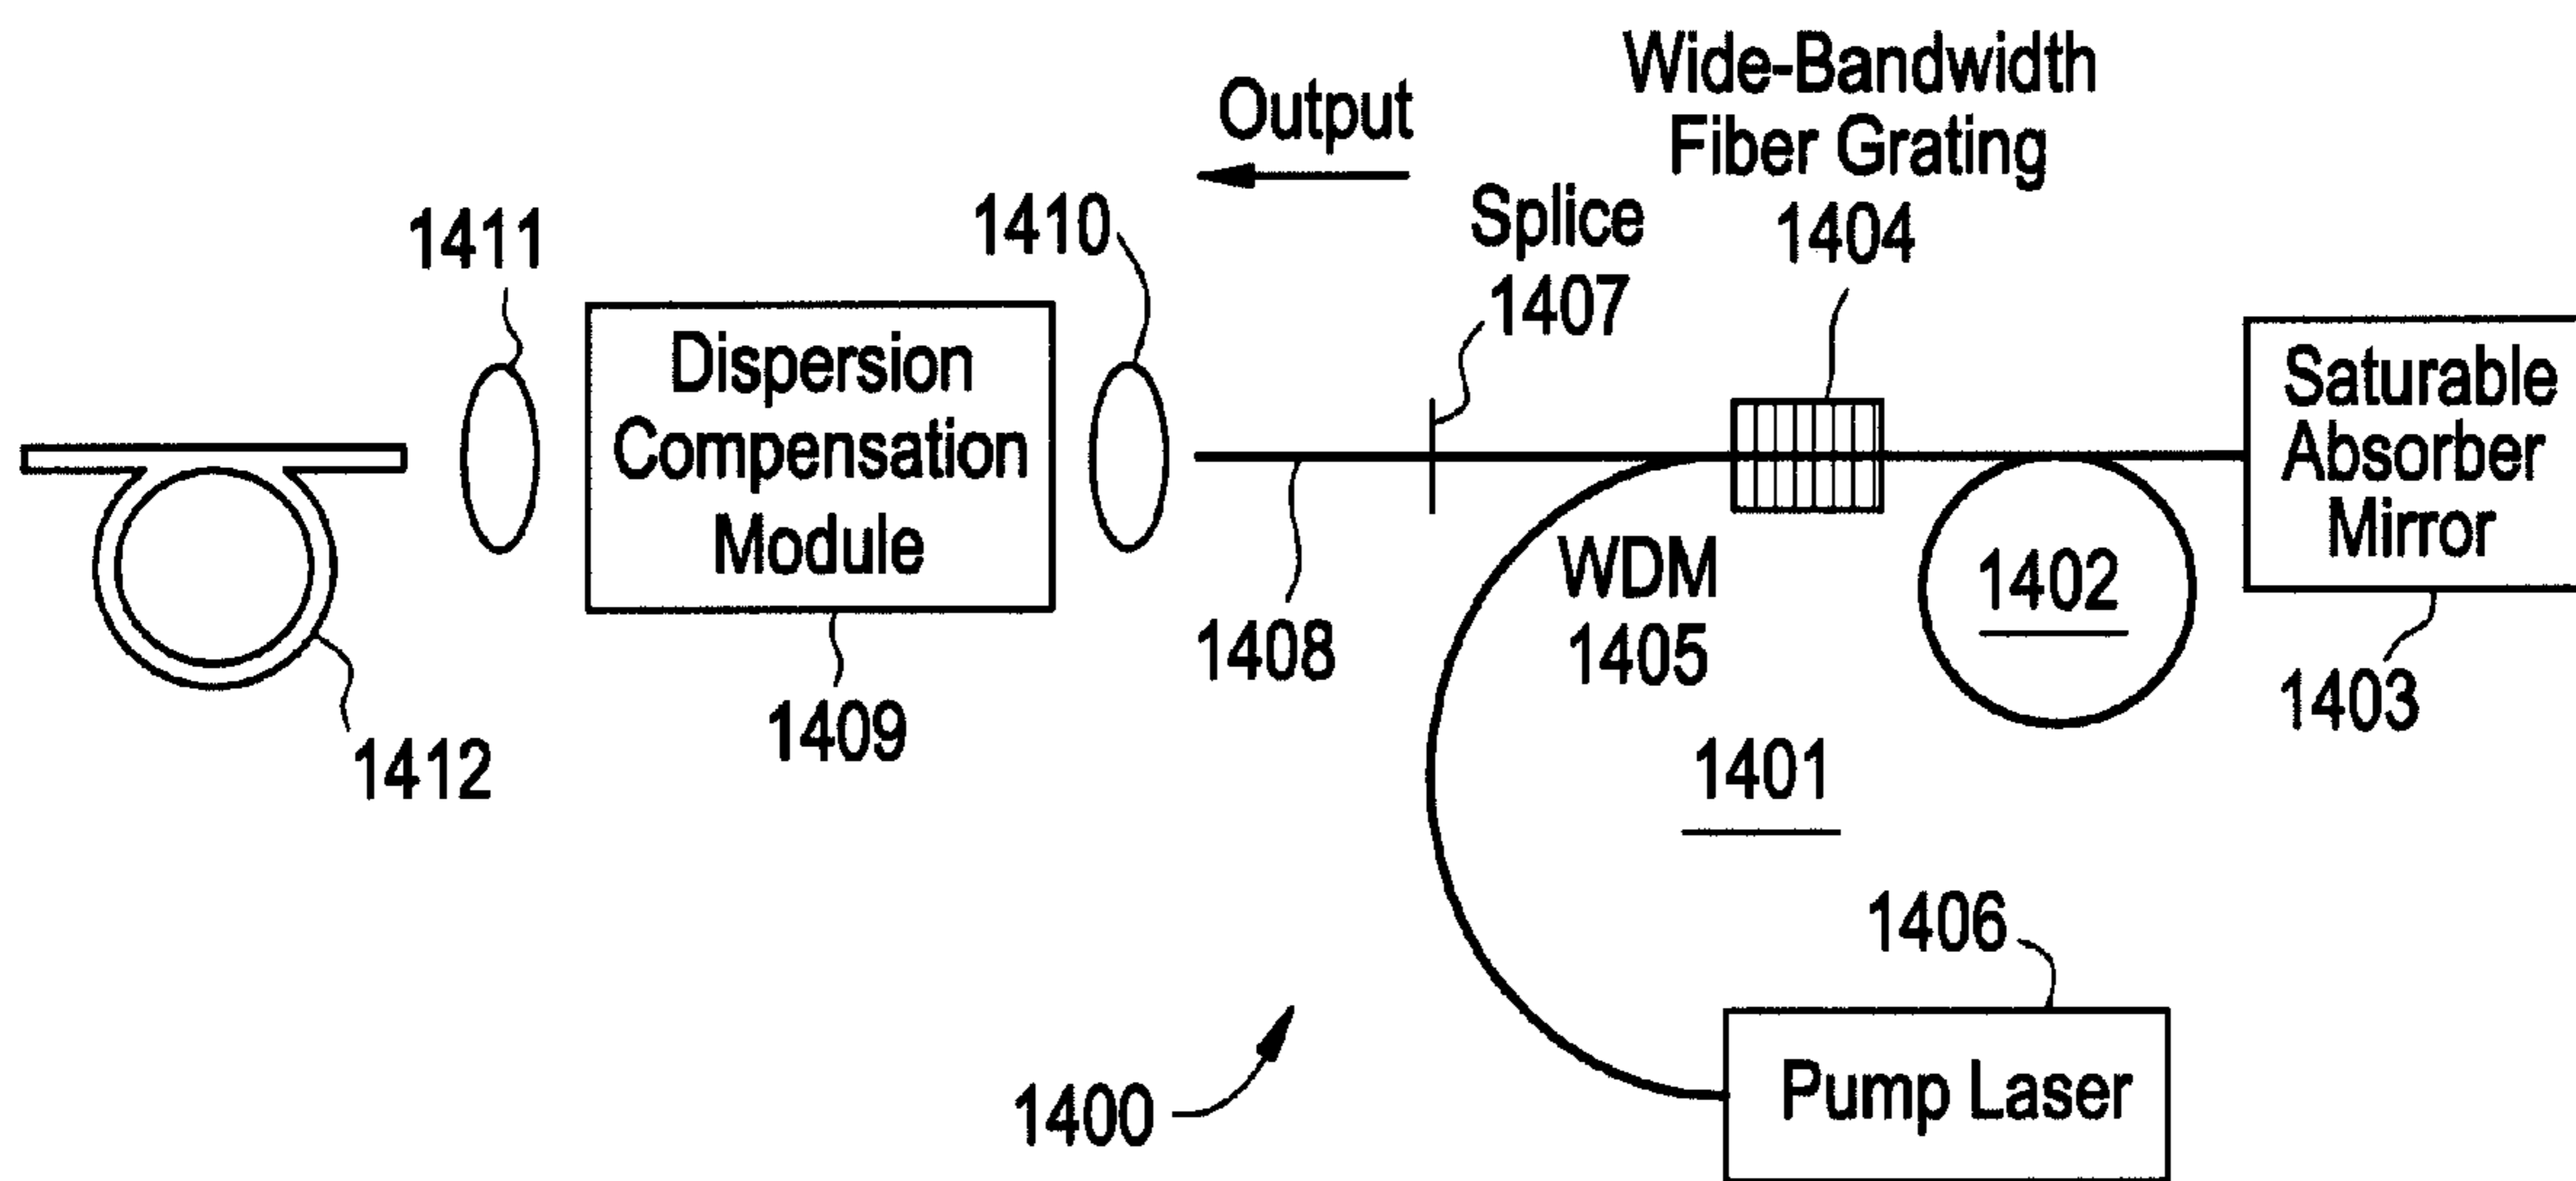 Wide-Bandwidth
Fiber Grating
1404
Output
Splice
1407
1410
1411
Dispersion
Compensation
Module
Saturable
Absorber
Mirror
WDM
1405
1402
1408
1403
1409
1412
1401
1406
1400
Pump Laser